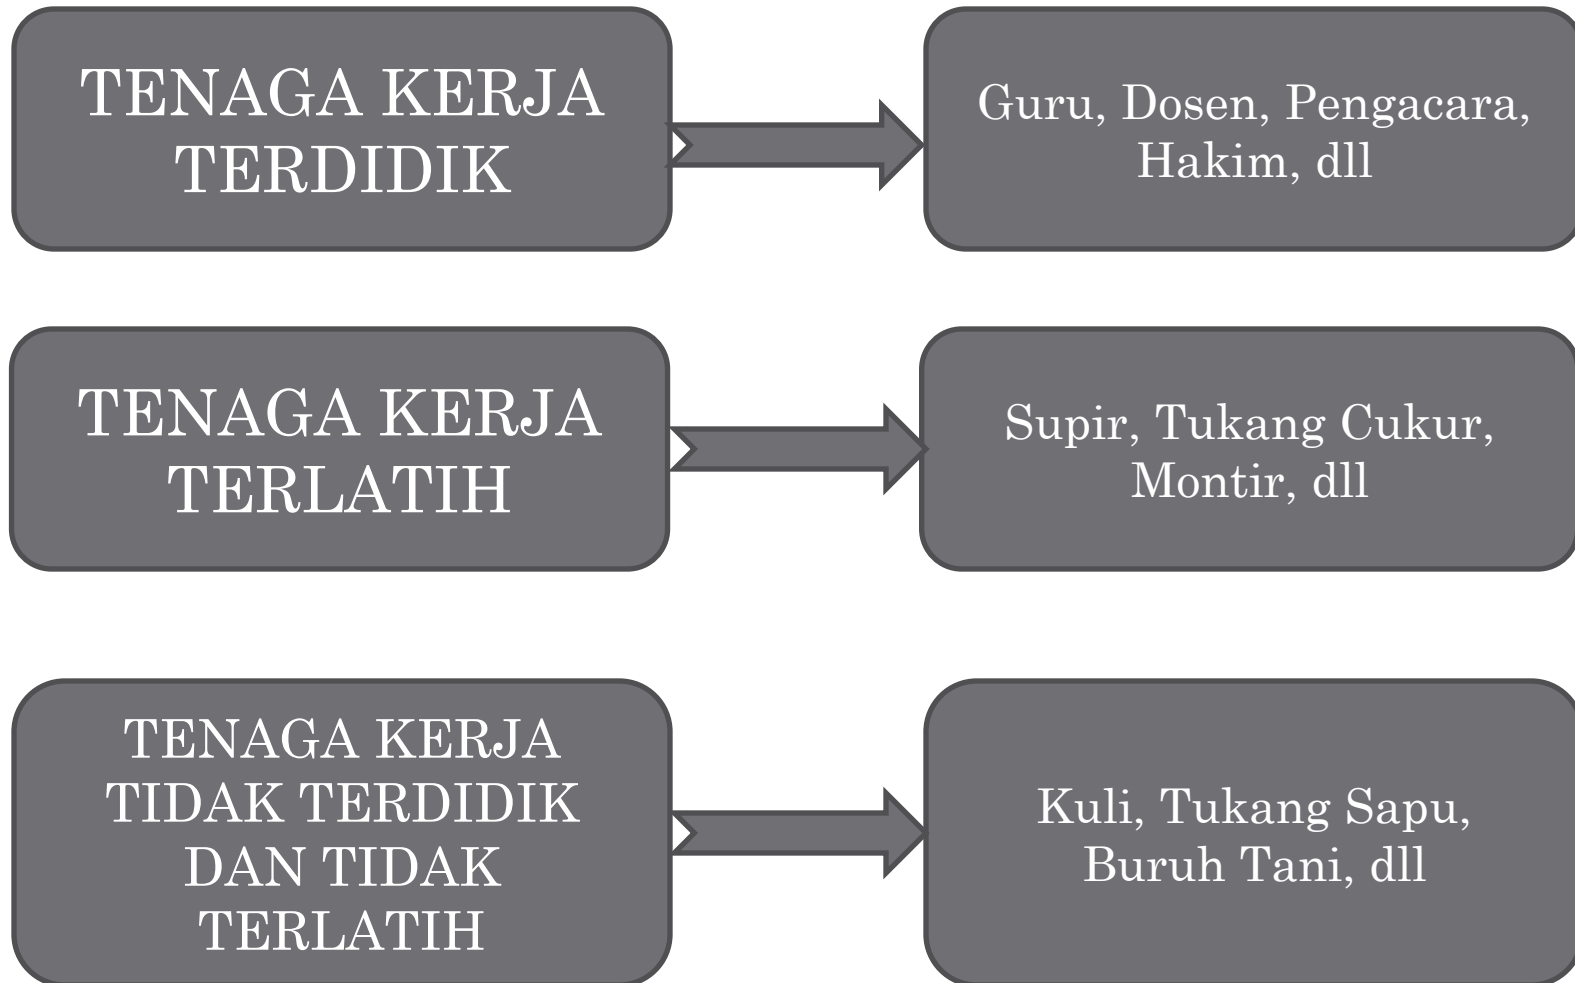 TENAGA KERJA
TERDIDIK
Guru, Dosen, Pengacara,
Hakim, dll
TENAGA KERJA
TERLATIH
Supir, Tukang Cukur,
Montir, dll
TENAGA KERJA
TIDAK TERDIDIK
DAN TIDAK
TERLATIH
Kuli, Tukang Sapu,
Buruh Tani, dll